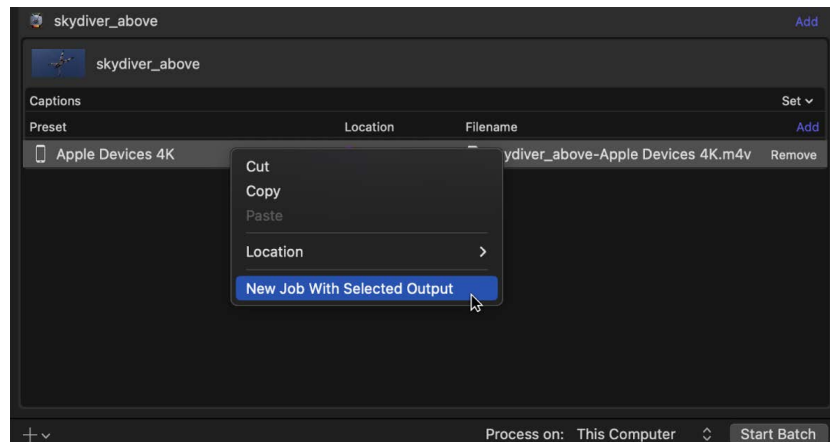 skydiver_above Add
skydiver_above
Captions Set
Preset Location Filename Add
Apple Devices 4K ydiver_above-Apple Devices 4K.m4v Remove
Cut
Copy
Paste
Location
New Job With Selected Output
Process on: This Computer Start Batch